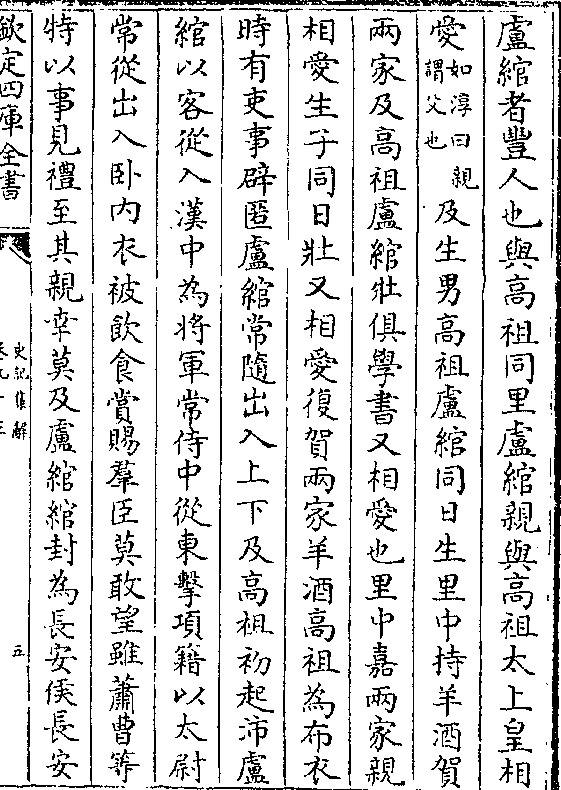 盧綰者豐人也與高祖同里盧綰親與高祖太上皇相
愛如淳曰親謂父也及生男高祖盧綰同日生里中持羊酒賀
兩家及高祖盧綰壯俱學書又相愛也里中嘉兩家親
相愛生子同日壯又相愛復賀兩家羊酒高祖為布衣
時有吏事辟匿盧綰常隨出入上下及高祖初起沛盧
綰以客從入漢中為將軍常侍中從東擊項籍以太尉
常從出入卧内衣被飲食賞賜羣臣莫敢望雖蕭曹等
特以事見禮至其親幸莫及盧綰綰封為長安侯長安
欽定四庫全書
史記集解
卷九十三
五